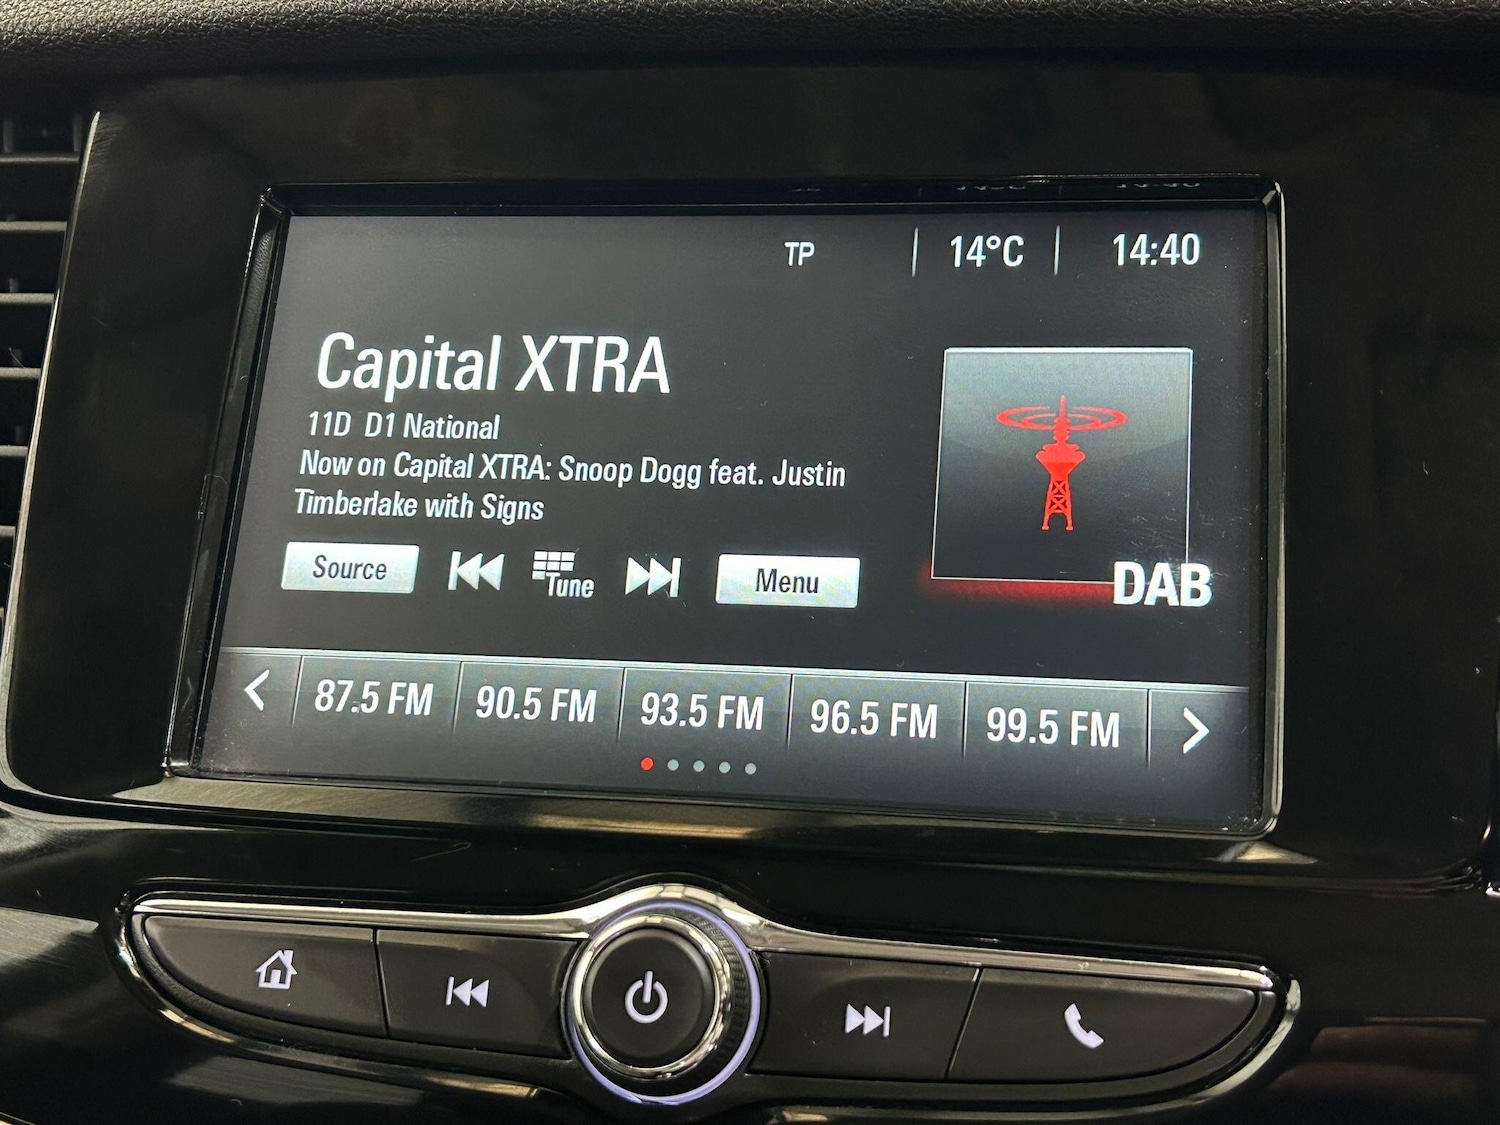 TP 14°C 14:40
Capital XTRA
11D D1 National
Now on Capital XTRA: Snoop Dogg feat. Justin
Timberlake with Signs
Source Tune Menu
DAB
87.5 FM 90.5 FM 93.5 FM 96.5 FM 99.5 FM